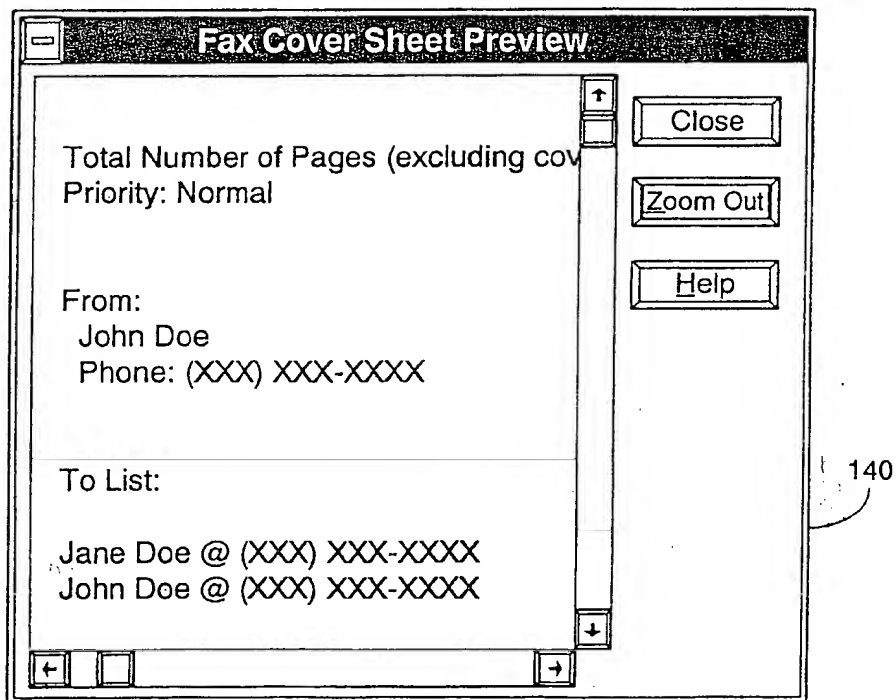 Fax Cover Sheet Preview
Total Number of Pages (excluding cov
Priority: Normal
From:
John Doe
Phone: (XXX) XXX-XXXX
To List:
Jane Doe @ (XXX) XXX-XXXX
John Doe @ (XXX) XXX-XXXX
Close
Zoom Out
Help
140